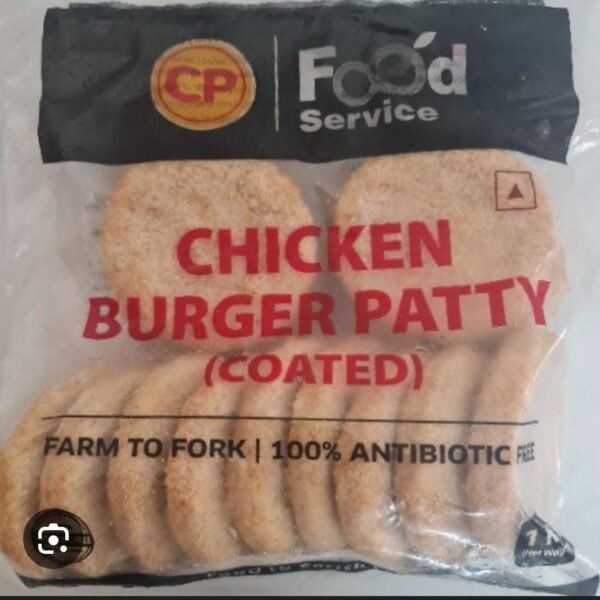 CP
Food
Service
CHICKEN
BURGER PATTY
(COATED)
FARM TO FORK | 100% ANTIBIOTIC FREE